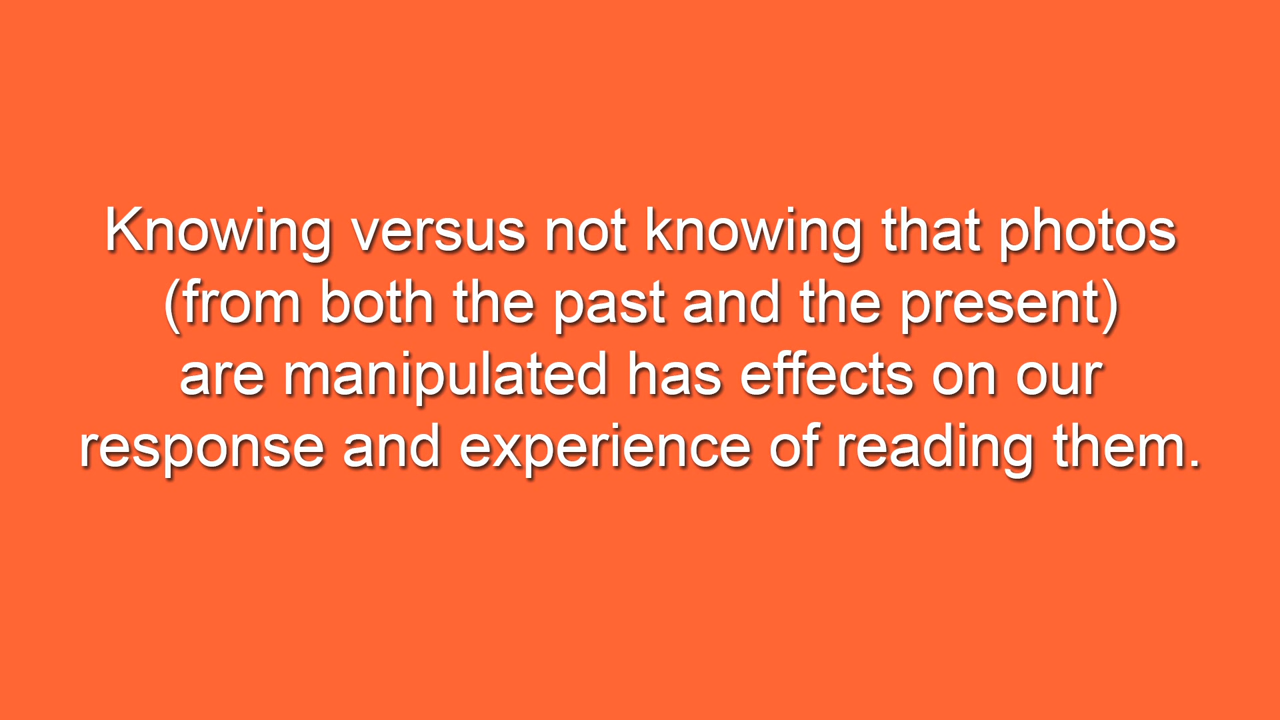 Knowing versus not knowing that photos
(from both the past and the present)
are manipulated has effects on our
response and experience of reading them.